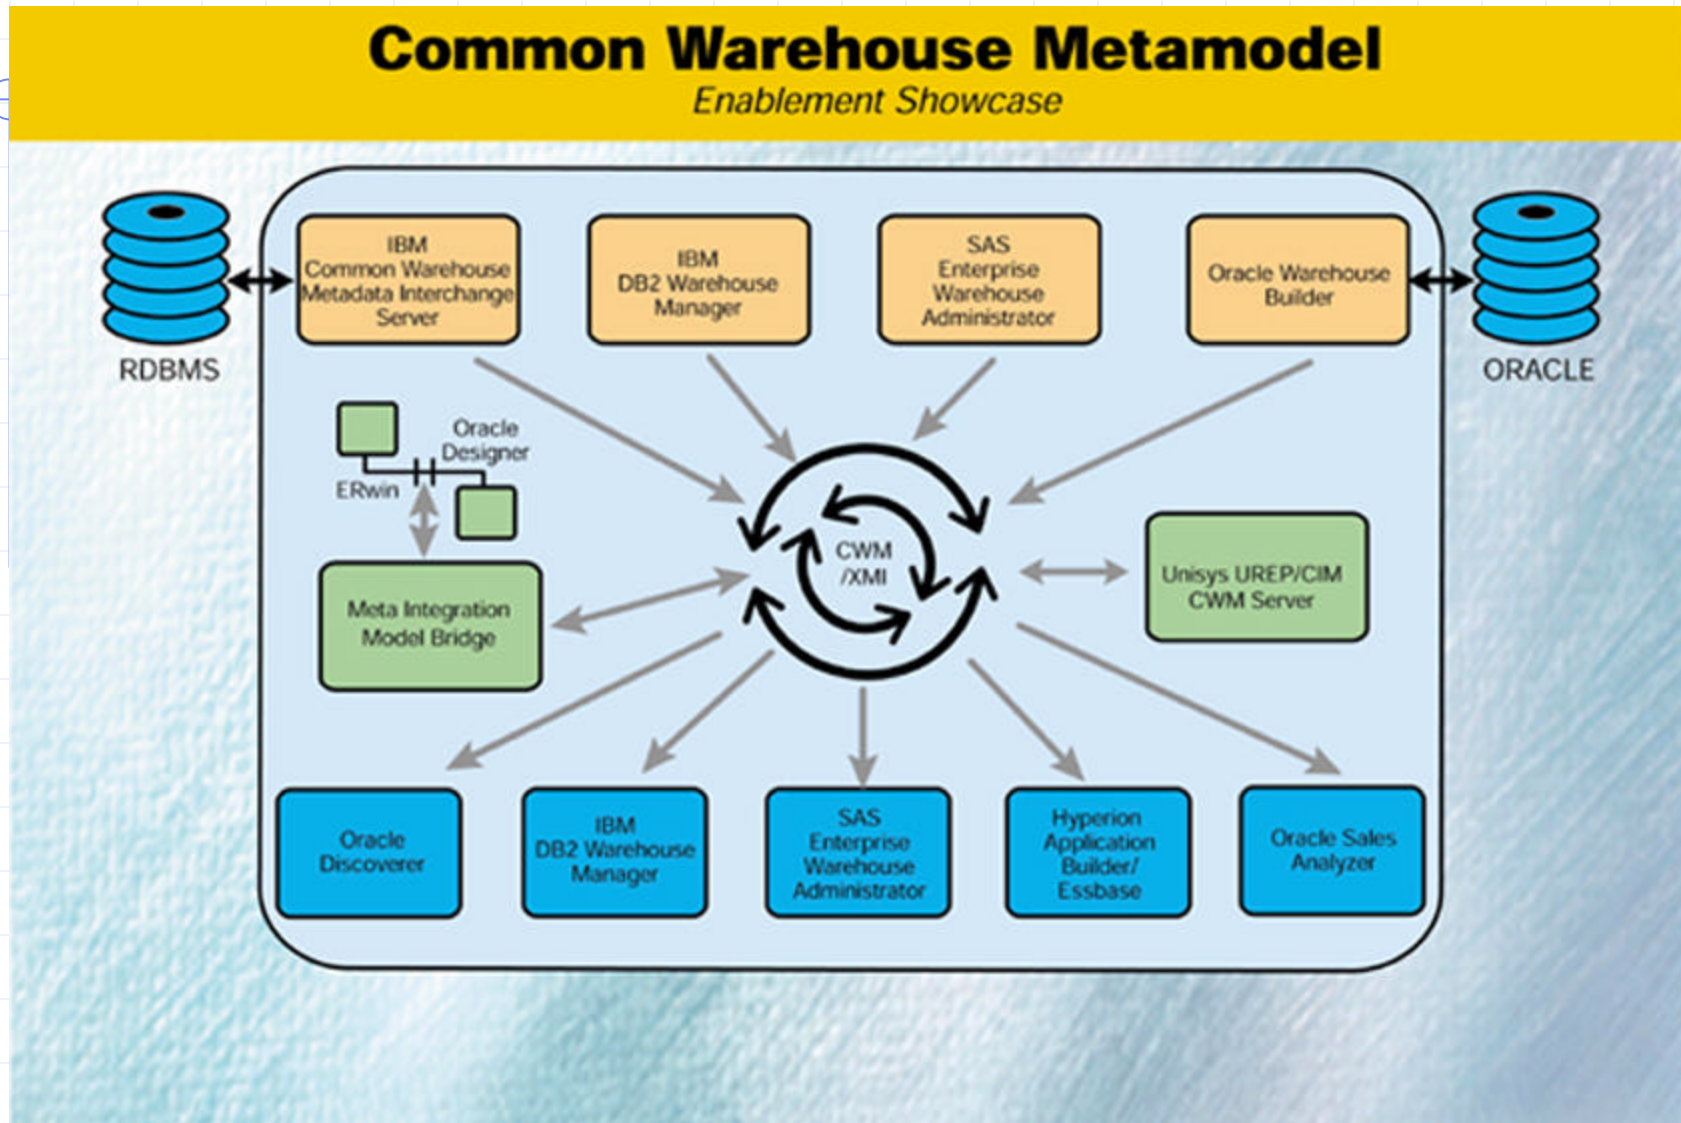 Common Warehouse Metamodel
Enablement Showcase
IBM
Common Warehouse
Metadata Interchange
Server
IBM
DB2 Warehouse
Manager
SAS
Enterprise
Warehouse
Administrator
Oracle Warehouse
Builder
RDBMS
ORACLE
Oracle
Designer
ERwin
CWM
/XMI
Meta Integration
Model Bridge
Unisys UREP/CIM
CWM Server
Oracle
Discoverer
IBM
DB2 Warehouse
Manager
SAS
Enterprise
Warehouse
Administrator
Hyperion
Application
Builder/
Essbase
Oracle Sales
Analyzer